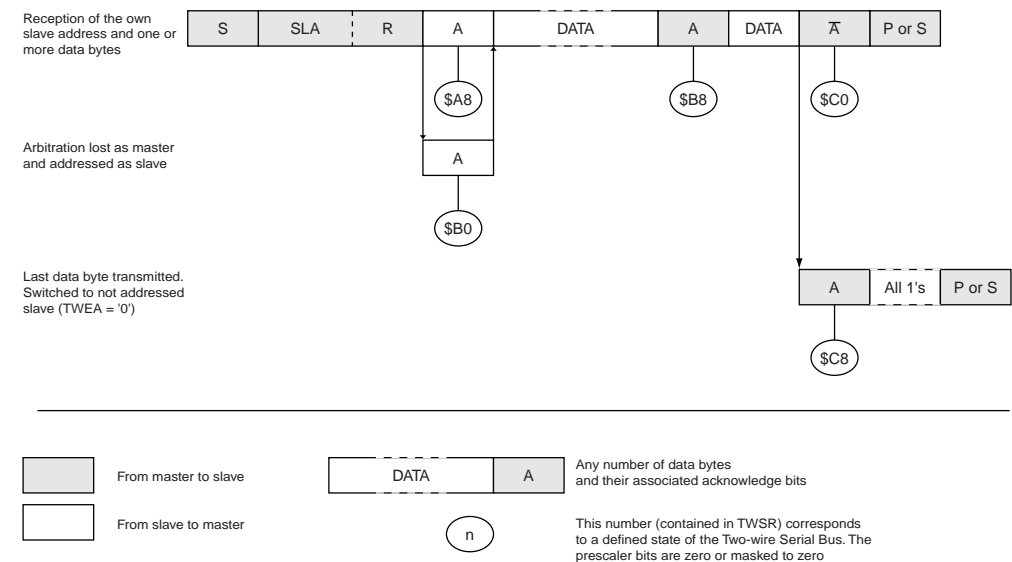 Reception of the own
slave address and one or
more data bytes
S SLA R A DATA A DATA A̅ P or S
$A8 $B8 $C0
Arbitration lost as master
and addressed as slave
A
$B0
Last data byte transmitted.
Switched to not addressed
slave (TWEA = '0')
A All 1's P or S
$C8
From master to slave
DATA A
Any number of data bytes
and their associated acknowledge bits
From slave to master
n
This number (contained in TWSR) corresponds
to a defined state of the Two-wire Serial Bus. The
prescaler bits are zero or masked to zero